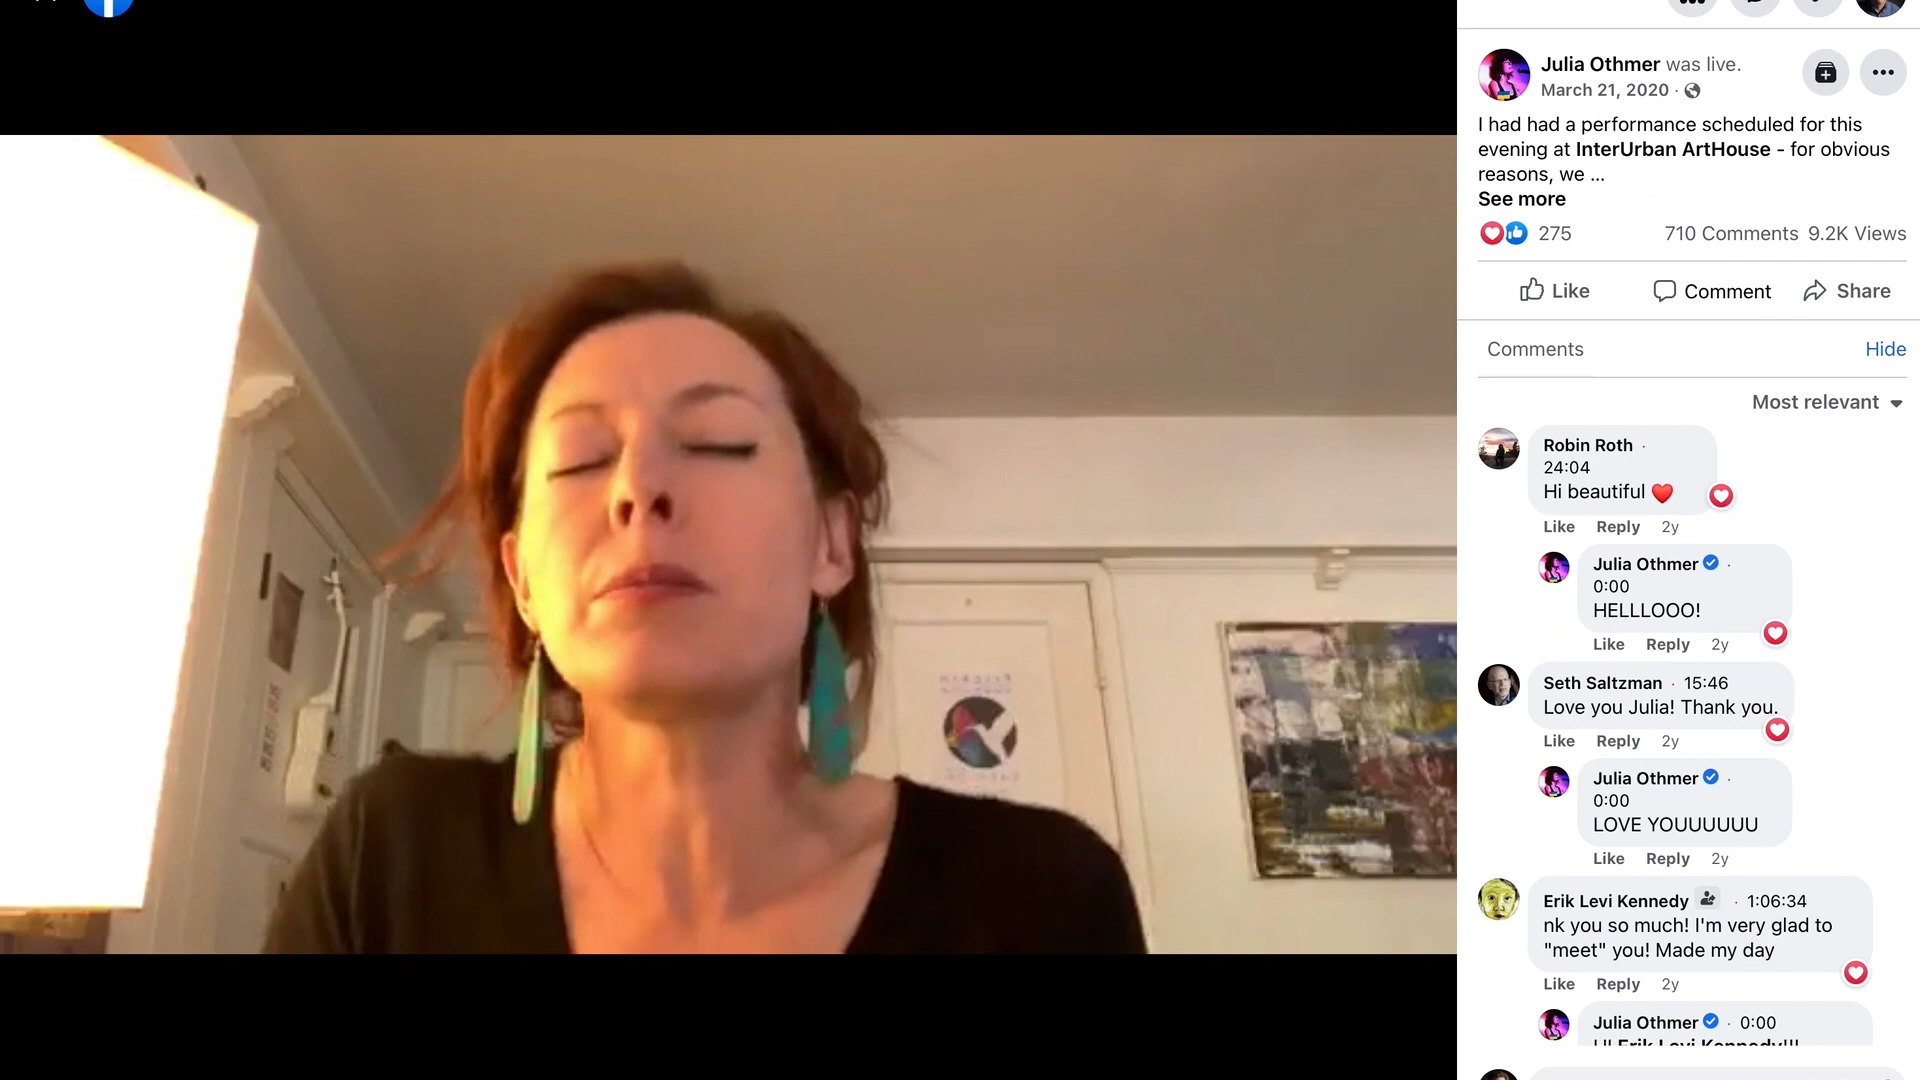 Julia Othmer was live.
March 21, 2020 ·
I had had a performance scheduled for this
evening at InterUrban ArtHouse - for obvious
reasons, we ...
See more
275 710 Comments 9.2K Views
Like Comment Share
Comments Hide
Most relevant
Robin Roth ·
24:04
Hi beautiful ❤️
Like Reply 2y
Julia Othmer ·
0:00
HELLLOOO!
Like Reply 2y
Seth Saltzman · 15:46
Love you Julia! Thank you.
Like Reply 2y
Julia Othmer ·
0:00
LOVE YOUUUUUU
Like Reply 2y
Erik Levi Kennedy · 1:06:34
nk you so much! I'm very glad to
"meet" you! Made my day
Like Reply 2y
Julia Othmer · 0:00
HI Erik Levi Kennedy!!!